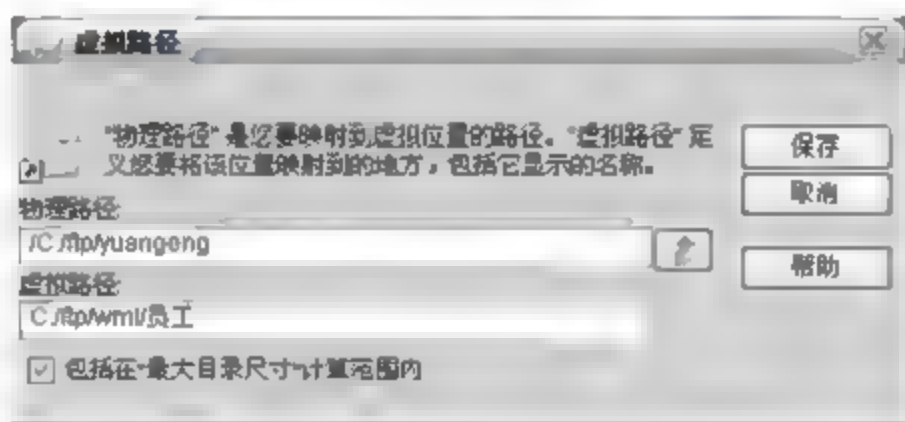 虚拟路径
"物理路径"是您要映射到虚拟位置的路径。"虚拟路径"定
义您要将该位置映射到的地方，包括它显示的名称。
保存
取消
物理路径:
/C:/ftp/yuangong
帮助
虚拟路径:
C:/ftp/wml/员工
包括在"最大目录尺寸"计算范围内